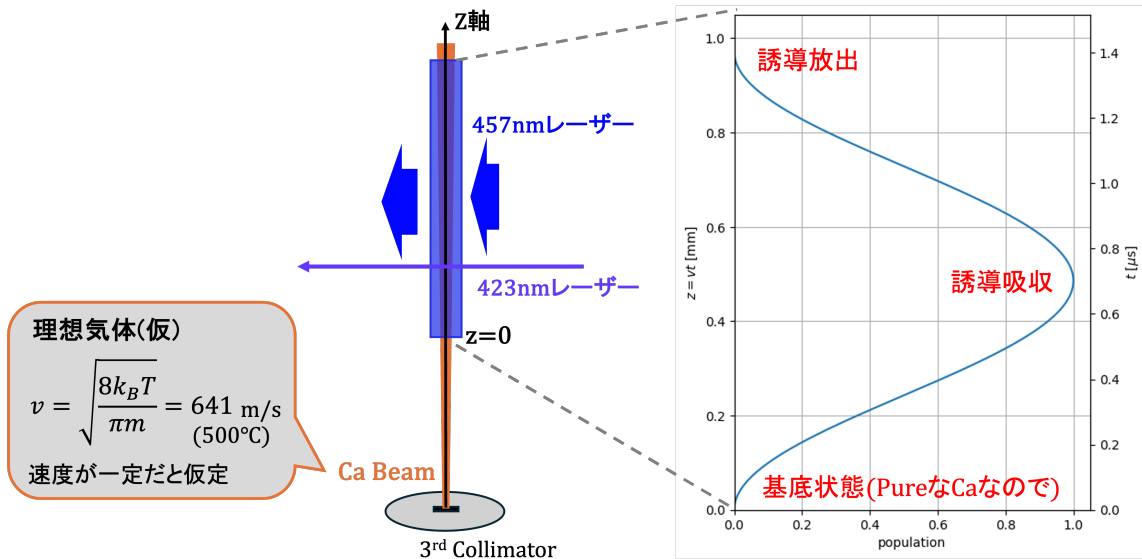 Z軸
457nmレーザー
423nmレーザー
z=0
理想気体(仮)
v = √(8k_BT/πm) = 641 m/s
(500℃)
速度が一定だと仮定
Ca Beam
3rd Collimator
誘導放出
誘導吸収
基底状態(PureなCaなので)
z = vt [mm]
1.0
0.8
0.6
0.4
0.2
0.0
t [μs]
1.4
1.2
1.0
0.8
0.6
0.4
0.2
0.0
0.0 0.2 0.4 0.6 0.8 1.0
population